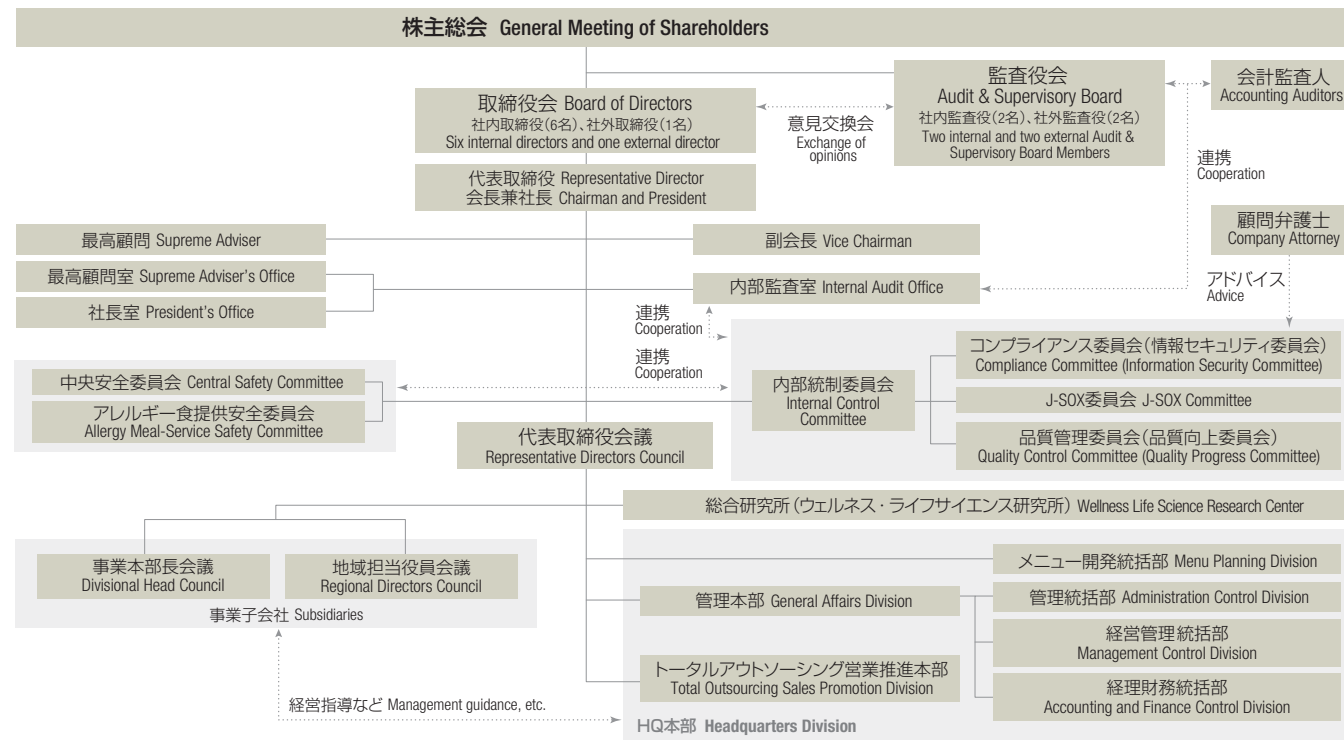 株主総会 General Meeting of Shareholders
取締役会 Board of Directors
社内取締役(6名)、社外取締役(1名)
Six internal directors and one external director
意見交換会
Exchange of
opinions
監査役会
Audit & Supervisory Board
社内監査役(2名)、社外監査役(2名)
Two internal and two external Audit &
Supervisory Board Members
会計監査人
Accounting Auditors
連携
Cooperation
代表取締役 Representative Director
会長兼社長 Chairman and President
顧問弁護士
Company Attorney
アドバイス
Advice
最高顧問 Supreme Adviser
副会長 Vice Chairman
最高顧問室 Supreme Adviser's Office
社長室 President's Office
内部監査室 Internal Audit Office
連携
Cooperation
連携
Cooperation
中央安全委員会 Central Safety Committee
アレルギー食提供安全委員会
Allergy Meal-Service Safety Committee
内部統制委員会
Internal Control
Committee
コンプライアンス委員会(情報セキュリティ委員会)
Compliance Committee (Information Security Committee)
J-SOX委員会 J-SOX Committee
品質管理委員会(品質向上委員会)
Quality Control Committee (Quality Progress Committee)
代表取締役会議
Representative Directors Council
総合研究所(ウェルネス・ライフサイエンス研究所) Wellness Life Science Research Center
事業本部長会議
Divisional Head Council
地域担当役員会議
Regional Directors Council
事業子会社 Subsidiaries
メニュー開発統括部 Menu Planning Division
管理本部 General Affairs Division
管理統括部 Administration Control Division
経営管理統括部
Management Control Division
トータルアウトソーシング営業推進本部
Total Outsourcing Sales Promotion Division
経理財務統括部
Accounting and Finance Control Division
経営指導など Management guidance, etc.
HQ本部 Headquarters Division